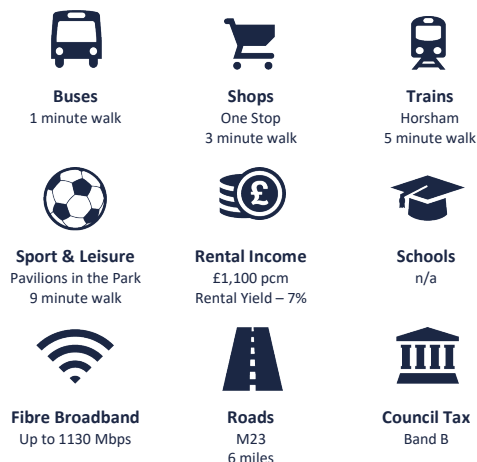 Buses
1 minute walk
Shops
One Stop
3 minute walk
Trains
Horsham
5 minute walk
Sport & Leisure
Pavilions in the Park
9 minute walk
£
Rental Income
£1,100 pcm
Rental Yield – 7%
Schools
n/a
Fibre Broadband
Up to 1130 Mbps
Roads
M23
6 miles
Council Tax
Band B